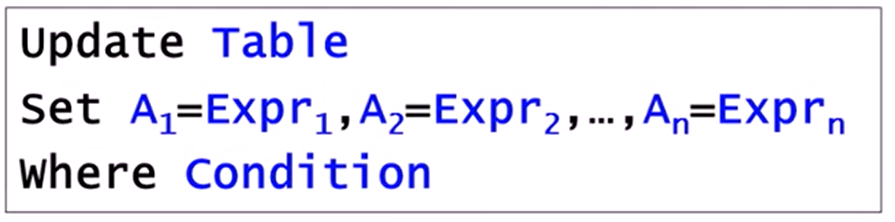 Update Table
Set A₁=Expr₁,A₂=Expr₂,…,Aₙ=Exprₙ
Where Condition